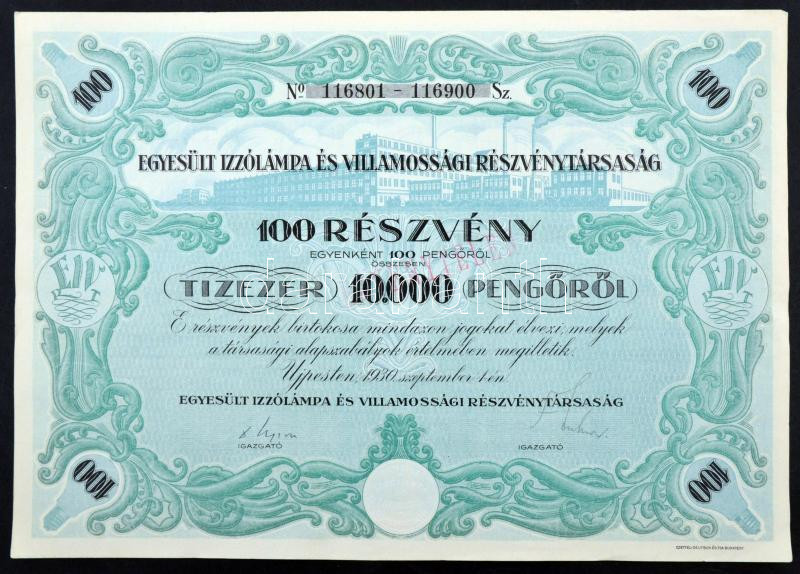 Nº 116801 - 116900 Sz.
100 100
EGYESÜLT IZZÓLÁMPA ÉS VILLAMOSSÁGI RÉSZVÉNYTÁRSASÁG
100 RÉSZVÉNY
EGYENKÉNT 100 PENGŐRŐL
ÖSSZESEN
TIZEZER 10.000 PENGŐRŐL
E részvények birtokosa mindazon jogokat élvezi, melyek
a társasági alapszabályok értelmében megilletik.
Ujpesten, 1930. szeptember 1-én
EGYESÜLT IZZÓLÁMPA ÉS VILLAMOSSÁGI RÉSZVÉNYTÁRSASÁG
IGAZGATÓ IGAZGATÓ
100 100